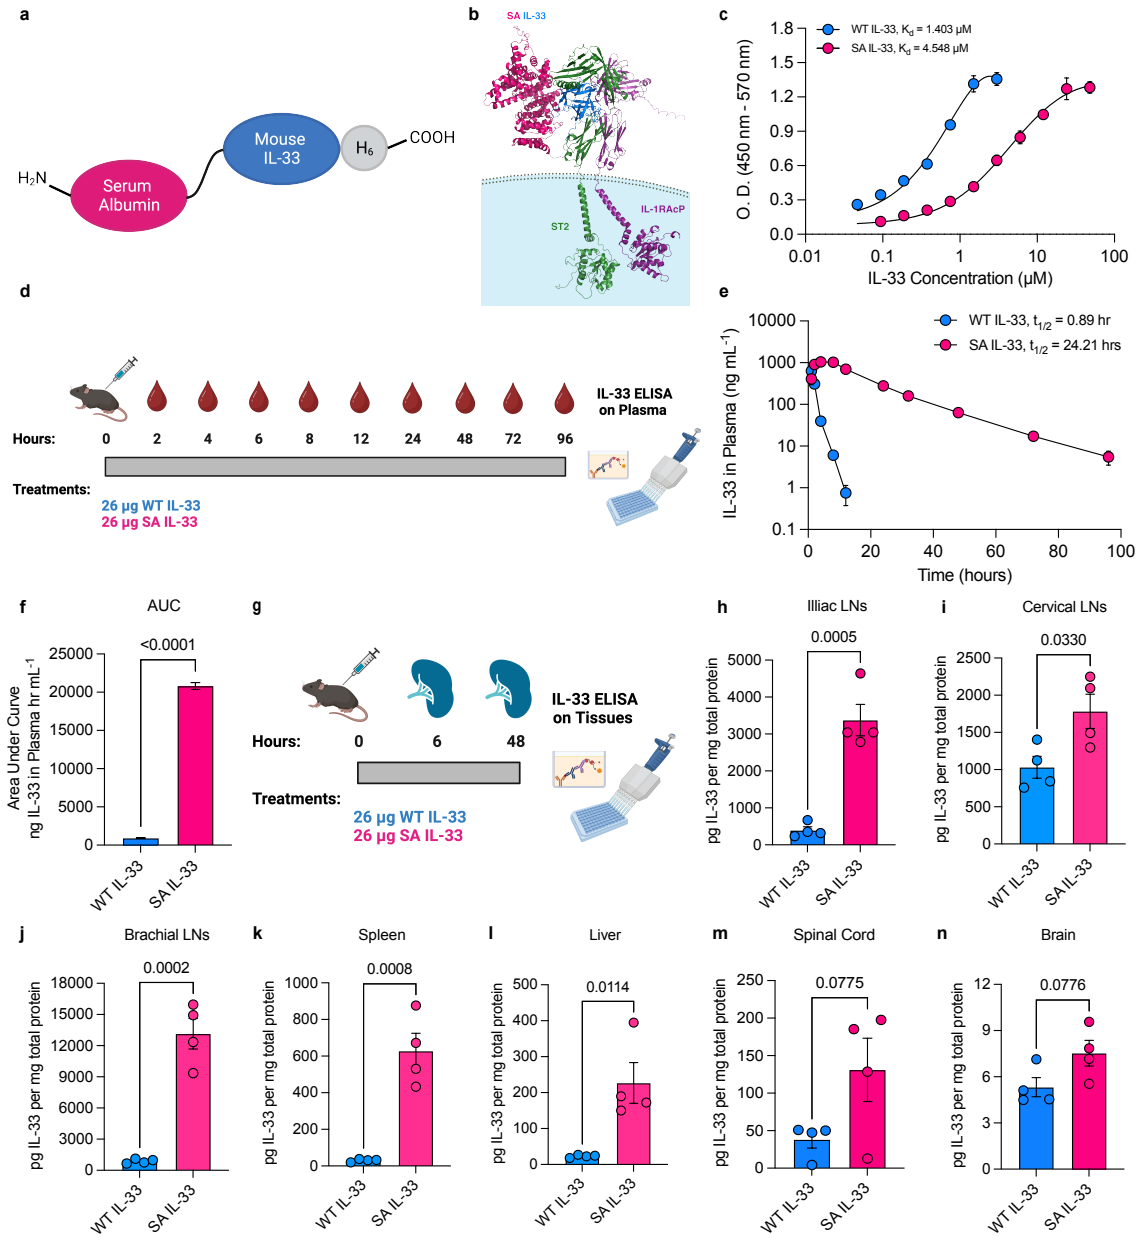 a
H₂N
Serum
Albumin
Mouse
IL-33
H₆
COOH
b
SA IL-33
ST2
IL-1RAcP
c
WT IL-33, K_d = 1.403 µM
SA IL-33, K_d = 4.548 µM
O. D. (450 nm - 570 nm)
1.8
1.5
1.2
0.9
0.6
0.3
0.0
0.01
0.1
1
10
100
IL-33 Concentration (µM)
d
Hours:
0 2 4 6 8 12 24 48 72 96
Treatments:
26 µg WT IL-33
26 µg SA IL-33
IL-33 ELISA
on Plasma
e
WT IL-33, t₁/₂ = 0.89 hr
SA IL-33, t₁/₂ = 24.21 hrs
IL-33 in Plasma (ng mL⁻¹)
10000
1000
100
10
1
0.1
0 20 40 60 80 100
Time (hours)
f
AUC
<0.0001
Area Under Curve
ng IL-33 in Plasma hr mL⁻¹
25000
20000
15000
10000
5000
0
WT IL-33
SA IL-33
g
Hours:
0 6 48
Treatments:
26 µg WT IL-33
26 µg SA IL-33
IL-33 ELISA
on Tissues
h
Illiac LNs
0.0005
pg IL-33 per mg total protein
5000
4000
3000
2000
1000
0
WT IL-33
SA IL-33
i
Cervical LNs
0.0330
pg IL-33 per mg total protein
2500
2000
1500
1000
500
0
WT IL-33
SA IL-33
j
Brachial LNs
0.0002
pg IL-33 per mg total protein
18000
15000
12000
9000
6000
3000
0
WT IL-33
SA IL-33
k
Spleen
0.0008
pg IL-33 per mg total protein
1000
800
600
400
200
0
WT IL-33
SA IL-33
l
Liver
0.0114
pg IL-33 per mg total protein
500
400
300
200
100
0
WT IL-33
SA IL-33
m
Spinal Cord
0.0775
pg IL-33 per mg total protein
250
200
150
100
50
0
WT IL-33
SA IL-33
n
Brain
0.0776
pg IL-33 per mg total protein
12
9
6
3
0
WT IL-33
SA IL-33